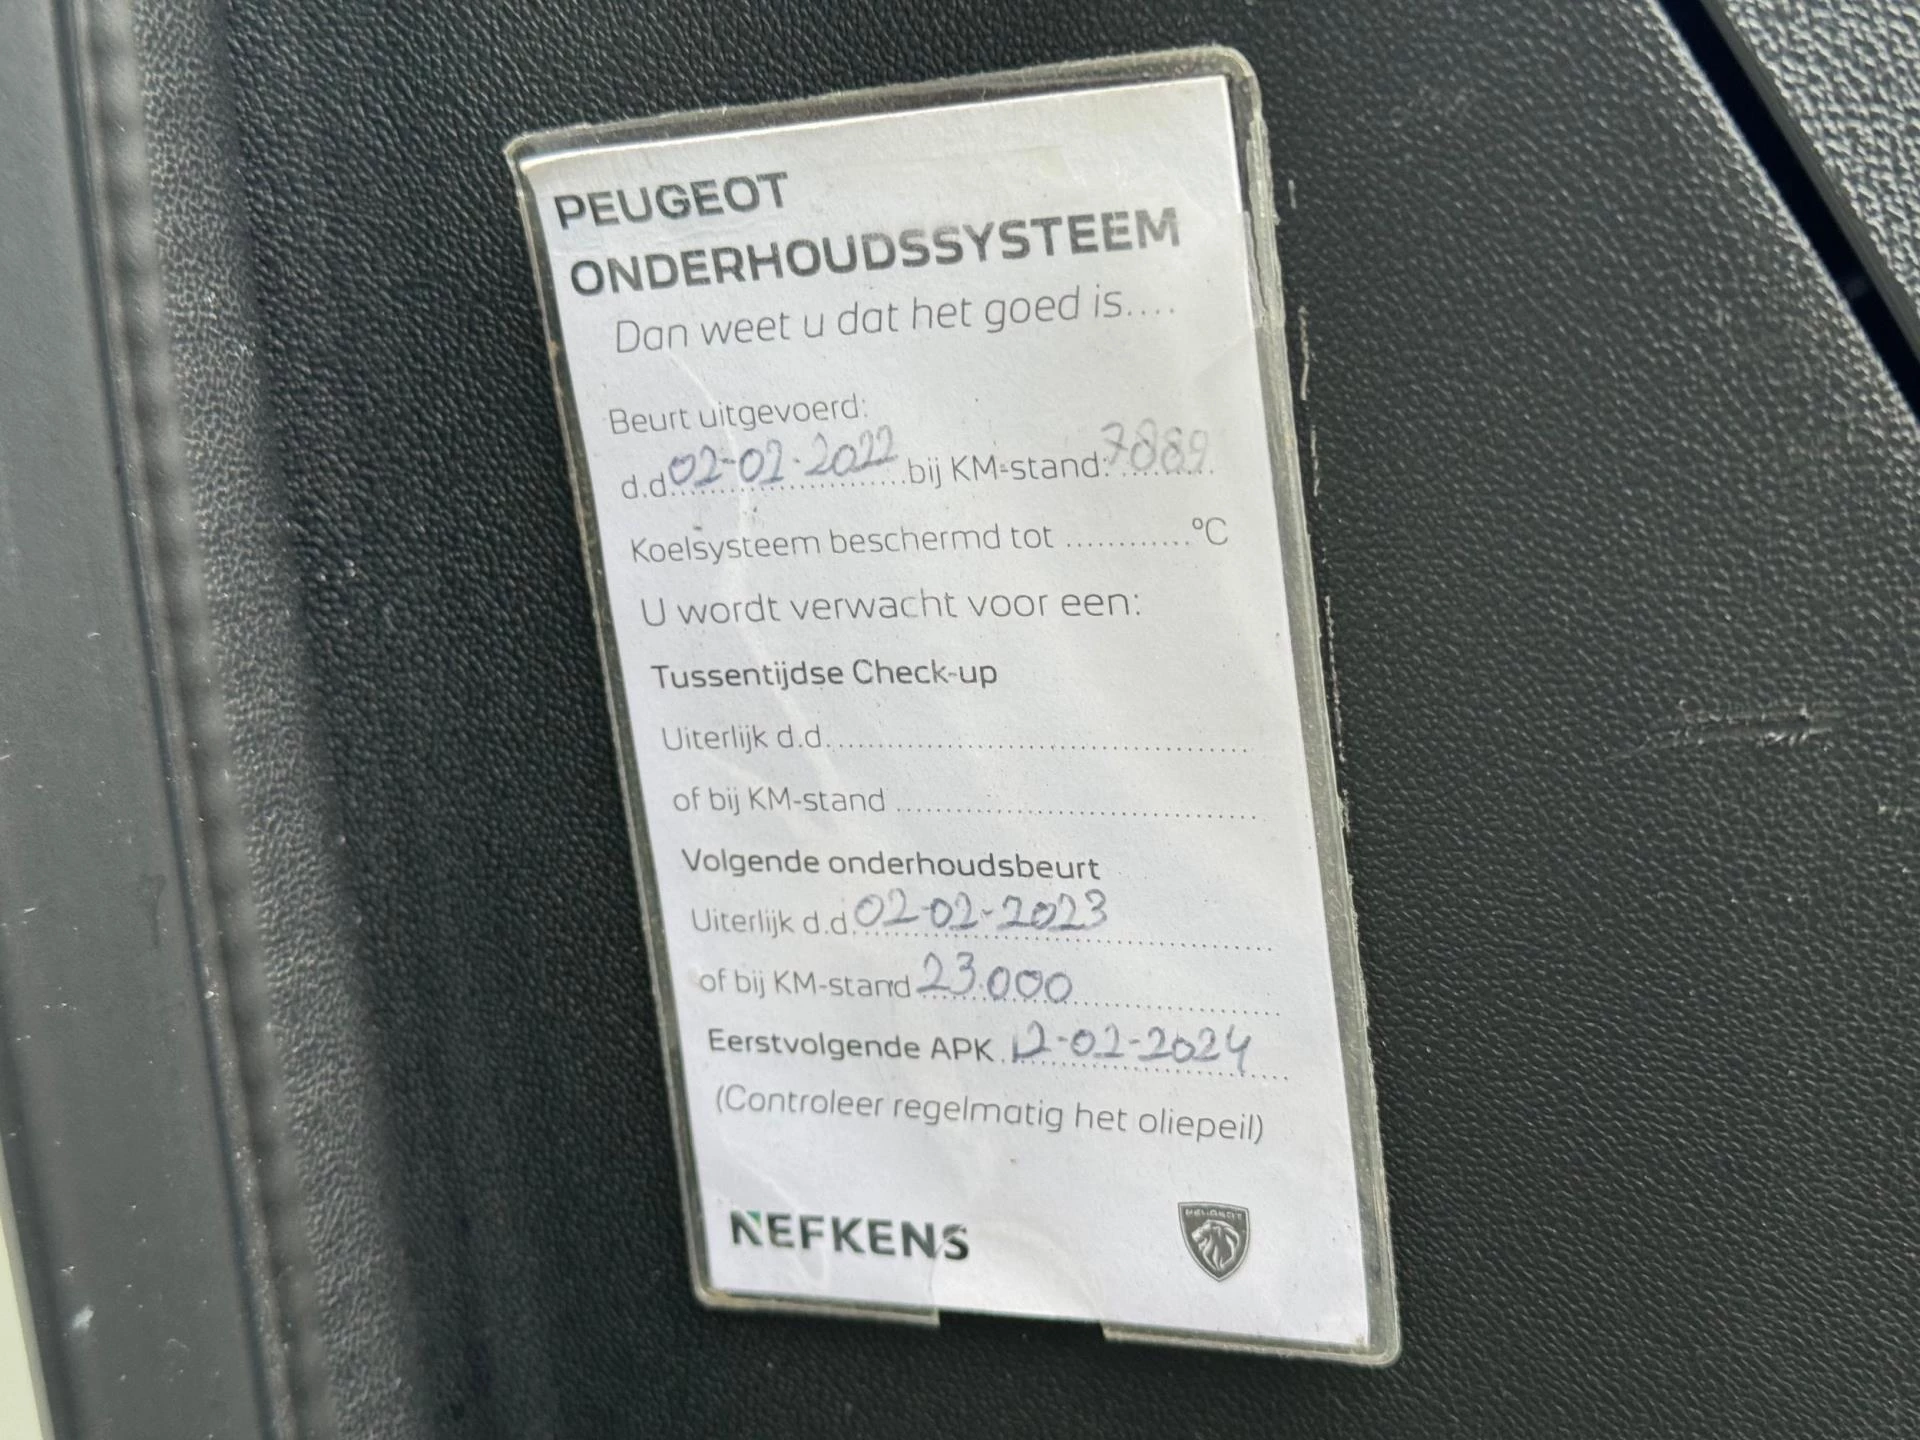 PEUGEOT
ONDERHOUDSSYSTEEM
Dan weet u dat het goed is....
Beurt uitgevoerd:
d.d. 02-02-2022 bij KM-stand: 7889
Koelsysteem beschermd tot ............ °C
U wordt verwacht voor een:
Tussentijdse Check-up
Uiterlijk d.d. ..........
of bij KM-stand ..........
Volgende onderhoudsbeurt
Uiterlijk d.d. 02-02-2023
of bij KM-stand 23.000
Eerstvolgende APK 12-02-2024
(Controleer regelmatig het oliepeil)
NEFKENS
PEUGEOT